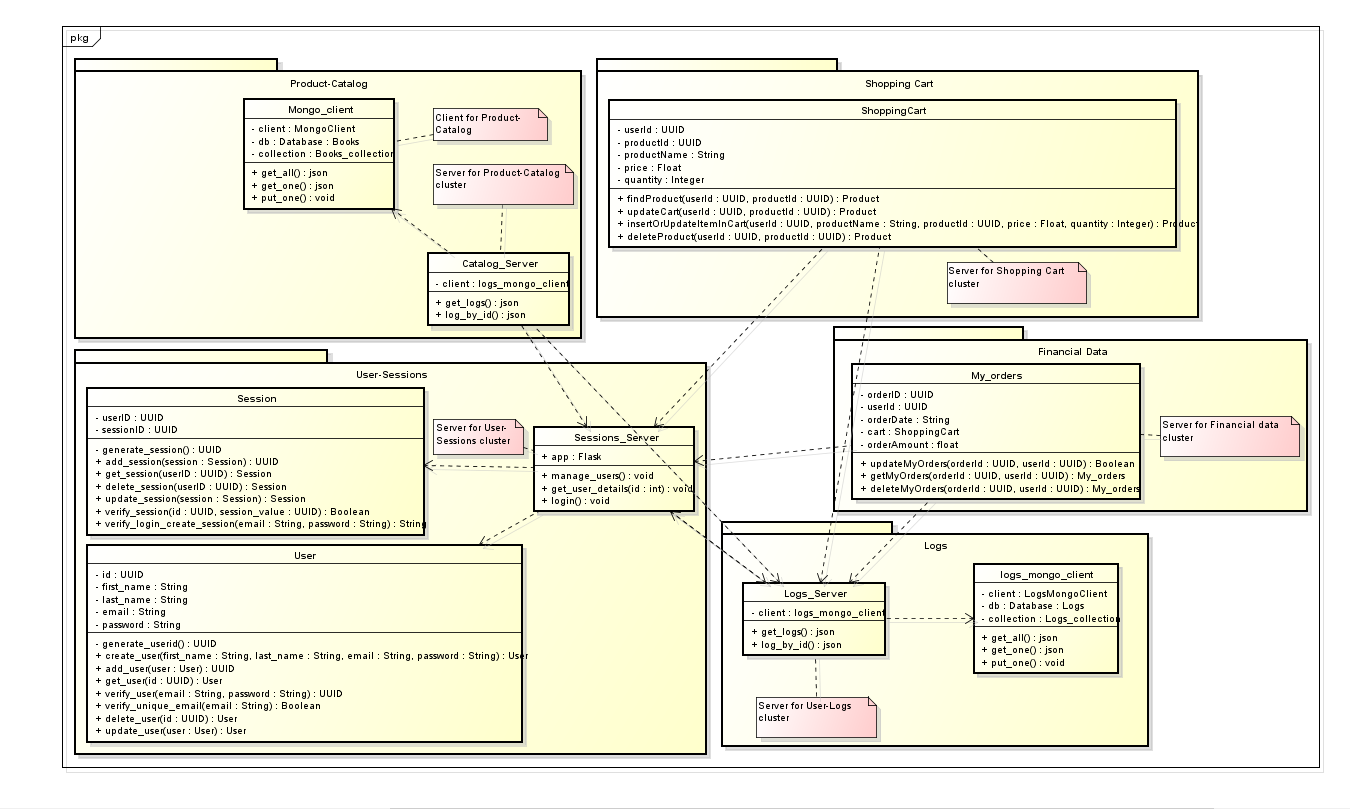 pkg
Product-Catalog
Mongo_client
- client : MongoClient
- db : Database : Books
- collection : Books_collection
+ get_all() : json
+ get_one() : json
+ put_one() : void
Client for Product-
Catalog
Server for Product-Catalog
cluster
Catalog_Server
- client : logs_mongo_client
+ get_logs() : json
+ log_by_id() : json
Shopping Cart
ShoppingCart
- userId : UUID
- productId : UUID
- productName : String
- price : Float
- quantity : Integer
+ findProduct(userId : UUID, productId : UUID) : Product
+ updateCart(userId : UUID, productId : UUID) : Product
+ insertOrUpdateItemInCart(userId : UUID, productName : String, productId : UUID, price : Float, quantity : Integer) : Product
+ deleteProduct(userId : UUID, productId : UUID) : Product
Server for Shopping Cart
cluster
User-Sessions
Session
- userID : UUID
- sessionID : UUID
- generate_session() : UUID
+ add_session(session : Session) : UUID
+ get_session(userID : UUID) : Session
+ delete_session(userID : UUID) : Session
+ update_session(session : Session) : Session
+ verify_session(id : UUID, session_value : UUID) : Boolean
+ verify_login_create_session(email : String, password : String) : String
Server for User-
Sessions cluster
Sessions_Server
+ app : Flask
+ manage_users() : void
+ get_user_details(id : int) : void
+ login() : void
User
- id : UUID
- first_name : String
- last_name : String
- email : String
- password : String
- generate_userid() : UUID
+ create_user(first_name : String, last_name : String, email : String, password : String) : User
+ add_user(user : User) : UUID
+ get_user(id : UUID) : User
+ verify_user(email : String, password : String) : UUID
+ verify_unique_email(email : String) : Boolean
+ delete_user(id : UUID) : User
+ update_user(user : User) : User
Financial Data
My_orders
- orderID : UUID
- userId : UUID
- orderDate : String
- cart : ShoppingCart
- orderAmount : float
+ updateMyOrders(orderID : UUID, userId : UUID) : Boolean
+ getMyOrders(orderID : UUID, userId : UUID) : My_orders
+ deleteMyOrders(orderID : UUID, userId : UUID) : My_orders
Server for Financial data
cluster
Logs
Logs_Server
- client : logs_mongo_client
+ get_logs() : json
+ log_by_id() : json
logs_mongo_client
- client : LogsMongoClient
- db : Database : Logs
- collection : Logs_collection
+ get_all() : json
+ get_one() : json
+ put_one() : void
Server for User-Logs
cluster